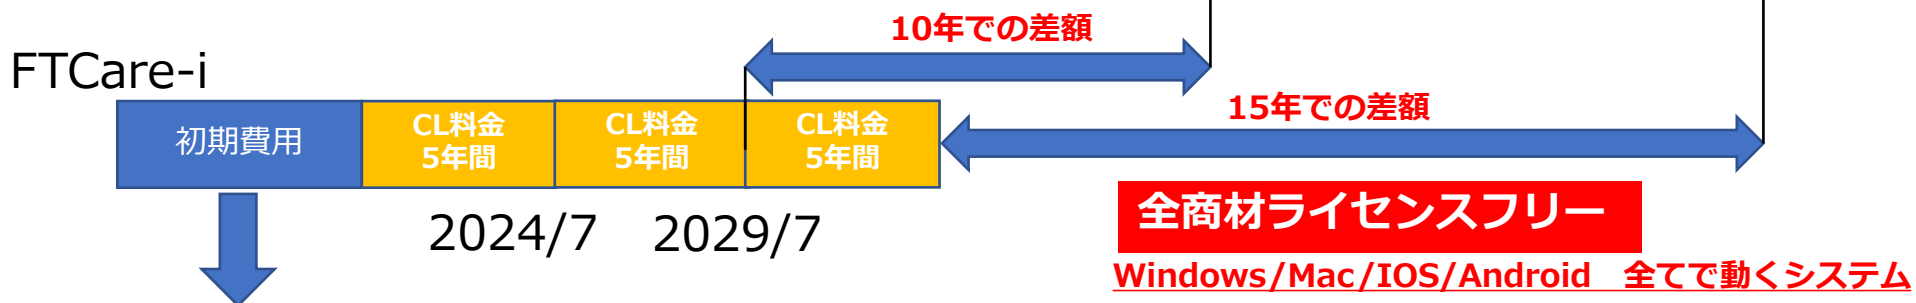 10年での差額
FTCare-i
15年での差額
初期費用
CL料金
5年間
CL料金
5年間
CL料金
5年間
2024/7
2029/7
全商材ライセンスフリー
Windows/Mac/IOS/Android 全てで動くシステム